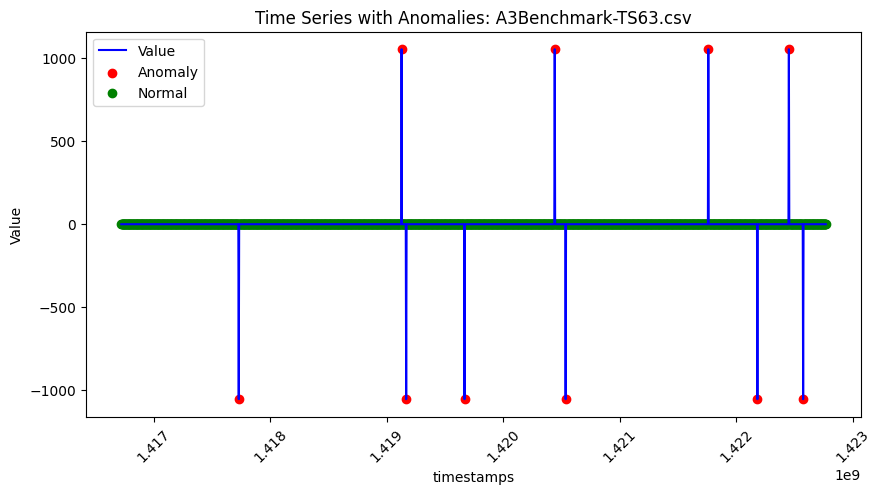 Time Series with Anomalies: A3Benchmark-TS63.csv
Value
Anomaly
Normal
1000
500
0
−500
−1000
Value
1.417
1.418
1.419
1.420
1.421
1.422
1.423
1e9
timestamps